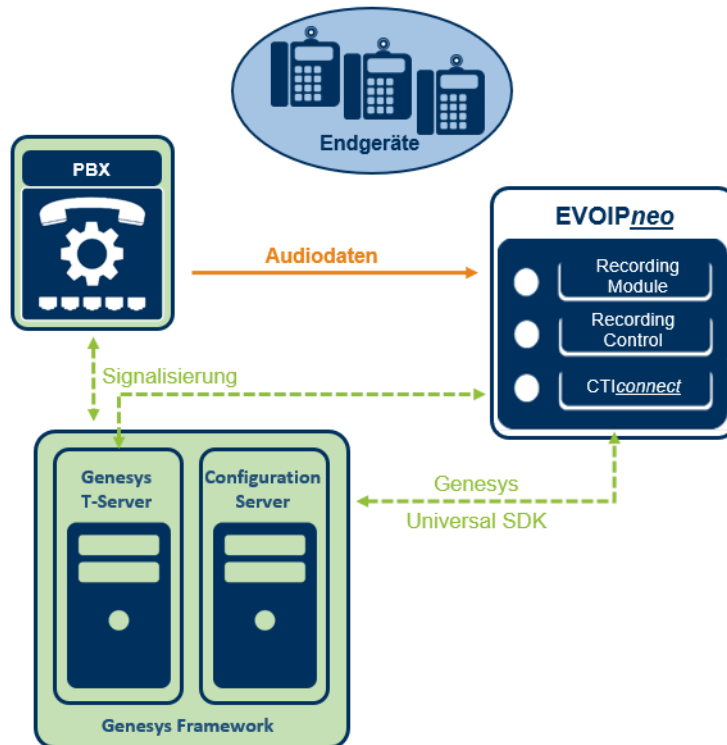 Endgeräte
PBX
EVOIPneo
Audiodaten
Recording
Module
Recording
Control
CTIconnect
Signalisierung
Genesys
T-Server
Configuration
Server
Genesys
Universal SDK
Genesys Framework